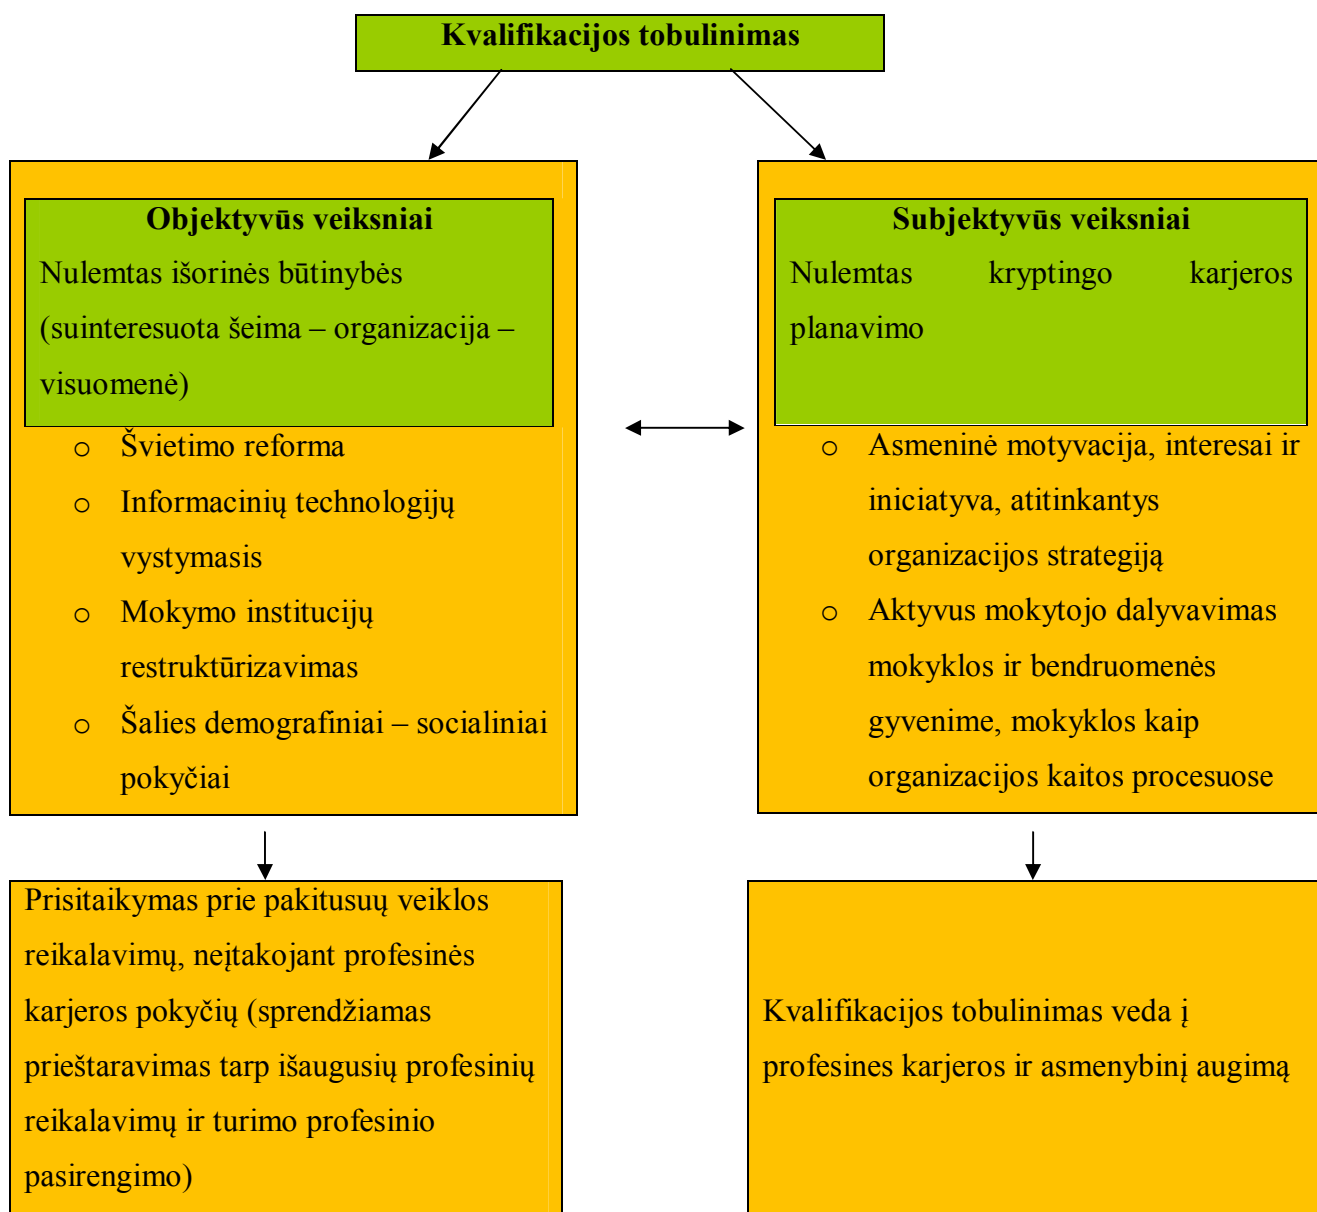 Kvalifikacijos tobulinimas
Objektyvūs veiksniai
Nulemtas išorinės būtinybės
(suinteresuota šeima – organizacija –
visuomenė)
o Švietimo reforma
o Informacinių technologijų
vystymasis
o Mokymo institucijų
restruktūrizavimas
o Šalies demografiniai – socialiniai
pokyčiai
Subjektyvūs veiksniai
Nulemtas kryptingo karjeros
planavimo
o Asmeninė motyvacija, interesai ir
iniciatyva, atitinkantys
organizacijos strategiją
o Aktyvus mokytojo dalyvavimas
mokyklos ir bendruomenės
gyvenime, mokyklos kaip
organizacijos kaitos procesuose
Prisitaikymas prie pakitusuų veiklos
reikalavimų, neįtakojant profesinės
karjeros pokyčių (sprendžiamas
prieštaravimas tarp išaugusių profesinių
reikalavimų ir turimo profesinio
pasirengimo)
Kvalifikacijos tobulinimas veda į
profesines karjeros ir asmenybinį augimą